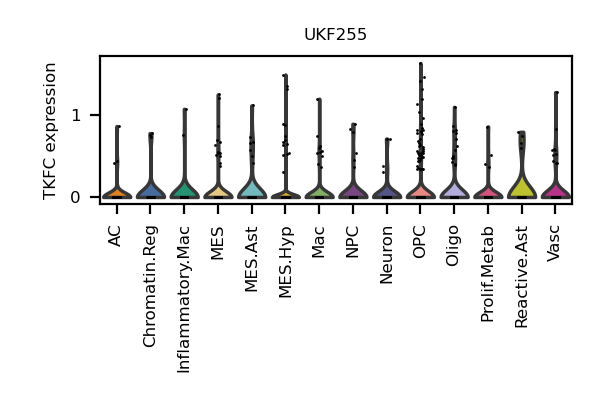 UKF255
TKFC expression
1
0
AC
Chromatin.Reg
Inflammatory.Mac
MES
MES.Ast
MES.Hyp
Mac
NPC
Neuron
OPC
Oligo
Prolif.Metab
Reactive.Ast
Vasc